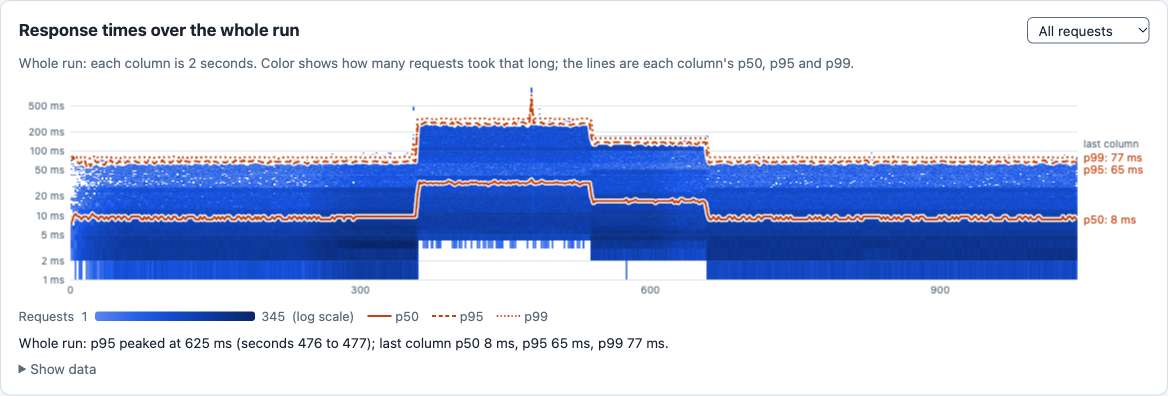 Response times over the whole run
All requests
Whole run: each column is 2 seconds. Color shows how many requests took that long; the lines are each column's p50, p95 and p99.
500 ms
200 ms
100 ms
50 ms
20 ms
10 ms
5 ms
2 ms
1 ms
0
300
600
900
last column
p99: 77 ms
p95: 65 ms
p50: 8 ms
Requests 1 345 (log scale) p50 p95 p99
Whole run: p95 peaked at 625 ms (seconds 476 to 477); last column p50 8 ms, p95 65 ms, p99 77 ms.
Show data